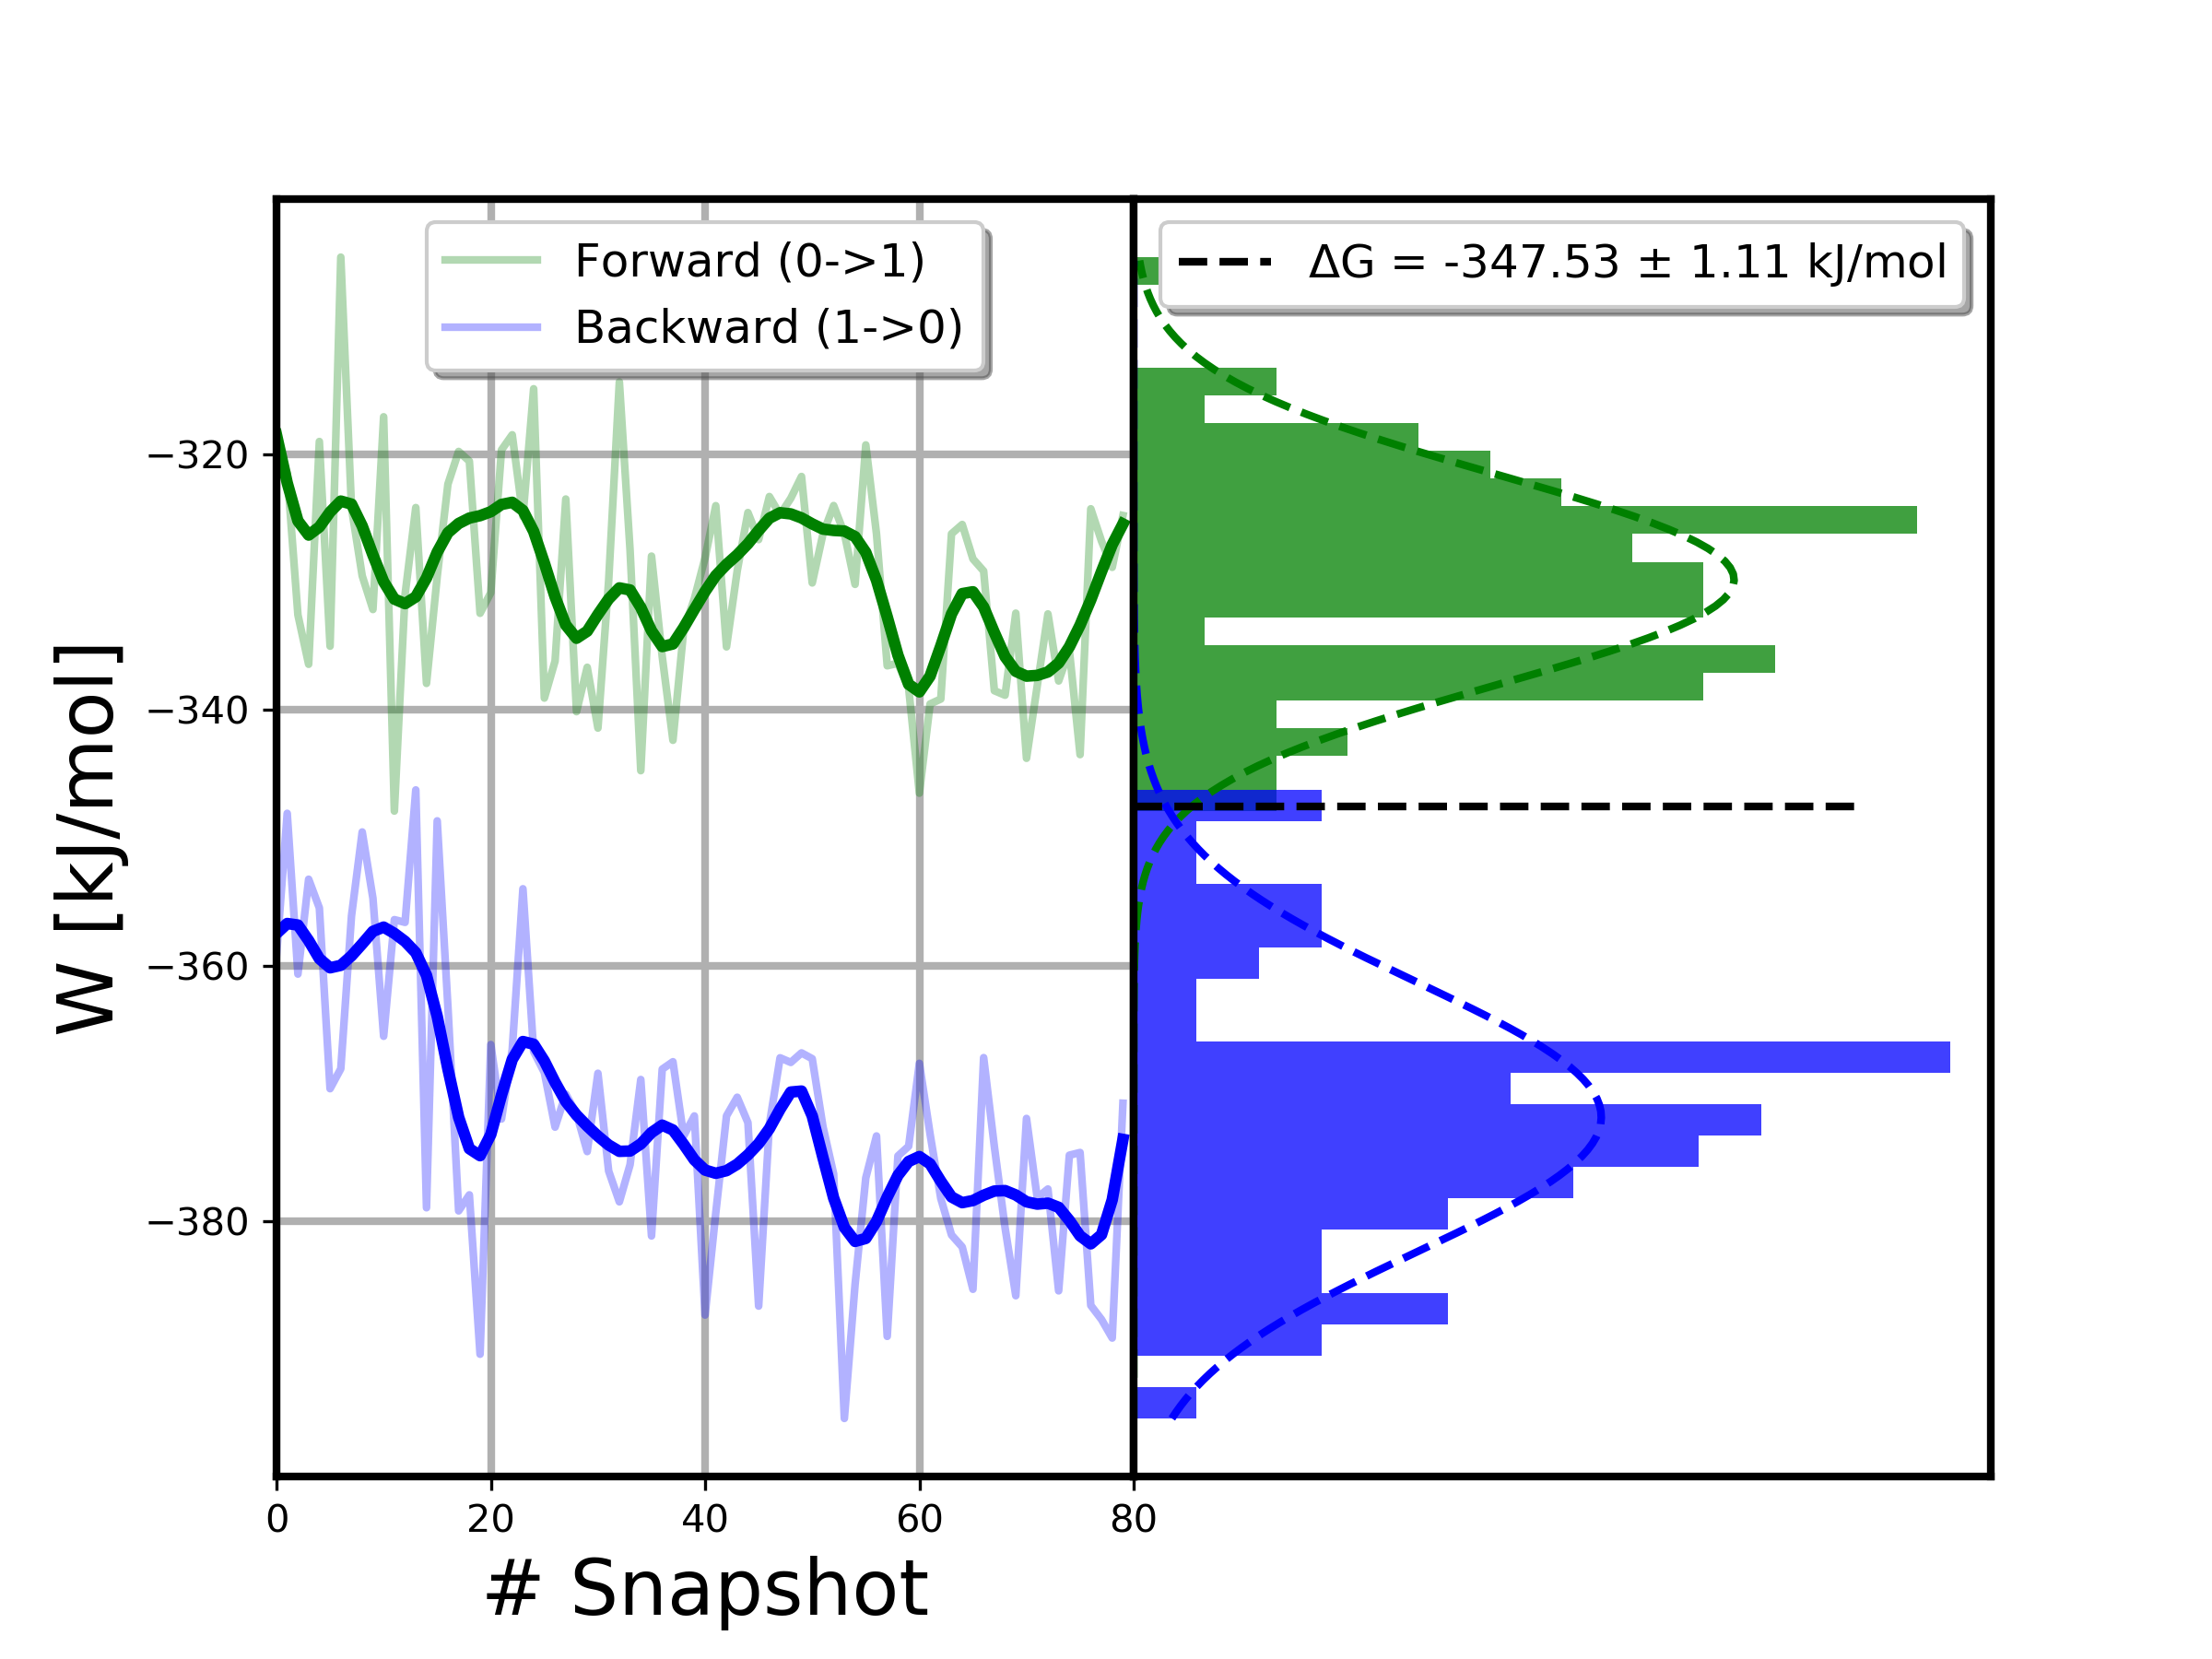 Forward (0->1)
Backward (1->0)
ΔG = -347.53 ± 1.11 kJ/mol
W [kJ/mol]
−320
−340
−360
−380
0 20 40 60 80
# Snapshot